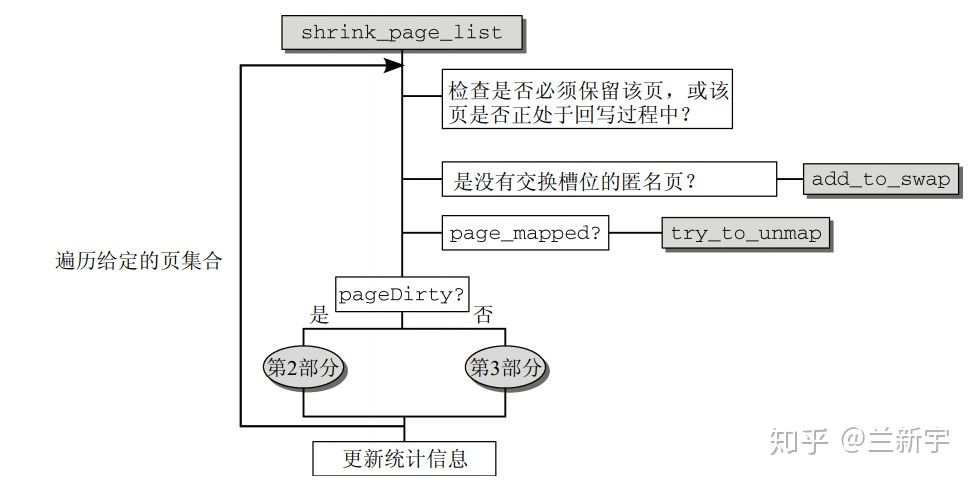 shrink_page_list
检查是否必须保留该页，或该
页是否正处于回写过程中？
是没有交换槽位的匿名页？
add_to_swap
page_mapped?
try_to_unmap
遍历给定的页集合
pageDirty?
是
否
第2部分
第3部分
更新统计信息
知乎 @兰新宇